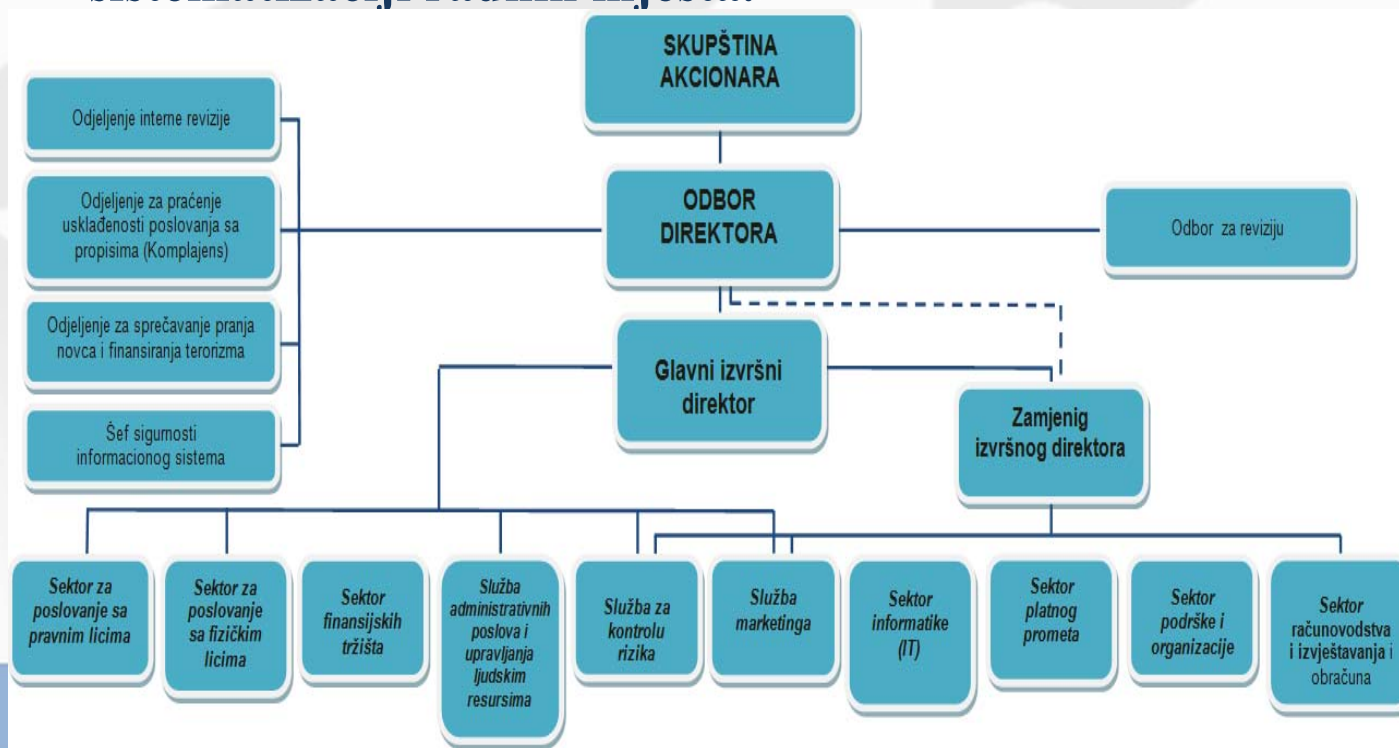 SKUPŠTINA
AKCIONARA
Odjeljenje interne revizije
Odjeljenje za praćenje
usklađenosti poslovanja sa
propisima (Komplajens)
ODBOR
DIREKTORA
Odbor za reviziju
Odjeljenje za sprečavanje pranja
novca i finansiranja terorizma
Glavni izvršni
direktor
Zamjenig
izvršnog direktora
Šef sigurnosti
informacionog sistema
Sektor za
poslovanje sa
pravnim licima
Sektor za
poslovanje
sa fizičkim
licima
Sektor
finansijskih
tržišta
Služba
administrativnih
poslova i
upravljanja
ljudskim
resursima
Služba za
kontrolu
rizika
Služba
marketinga
Sektor
informatike
(IT)
Sektor
platnog
prometa
Sektor
podrške i
organizacije
Sektor
računovodstva
i izvještavanja i
obračuna